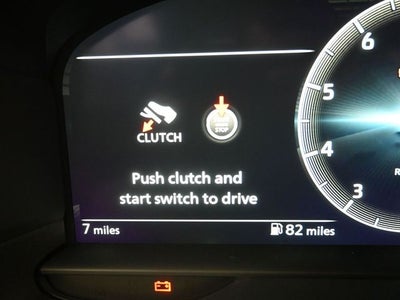 CLUTCH
STOP
Push clutch and
start switch to drive
7 miles
82 miles
6
5
4
3
R